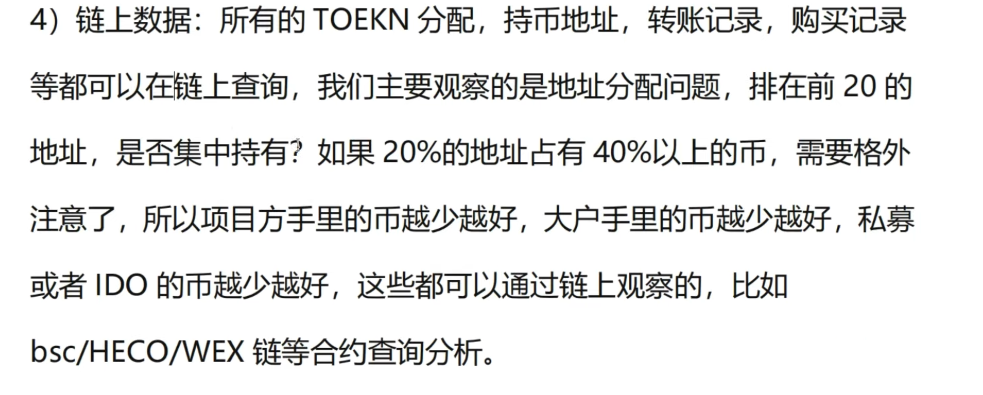 4）链上数据：所有的 TOEKN 分配，持币地址，转账记录，购买记录
等都可以在链上查询，我们主要观察的是地址分配问题，排在前 20 的
地址，是否集中持有？如果 20%的地址占有 40%以上的币，需要格外
注意了，所以项目方手里的币越少越好，大户手里的币越少越好，私募
或者 IDO 的币越少越好，这些都可以通过链上观察的，比如
bsc/HECO/WEX 链等合约查询分析。